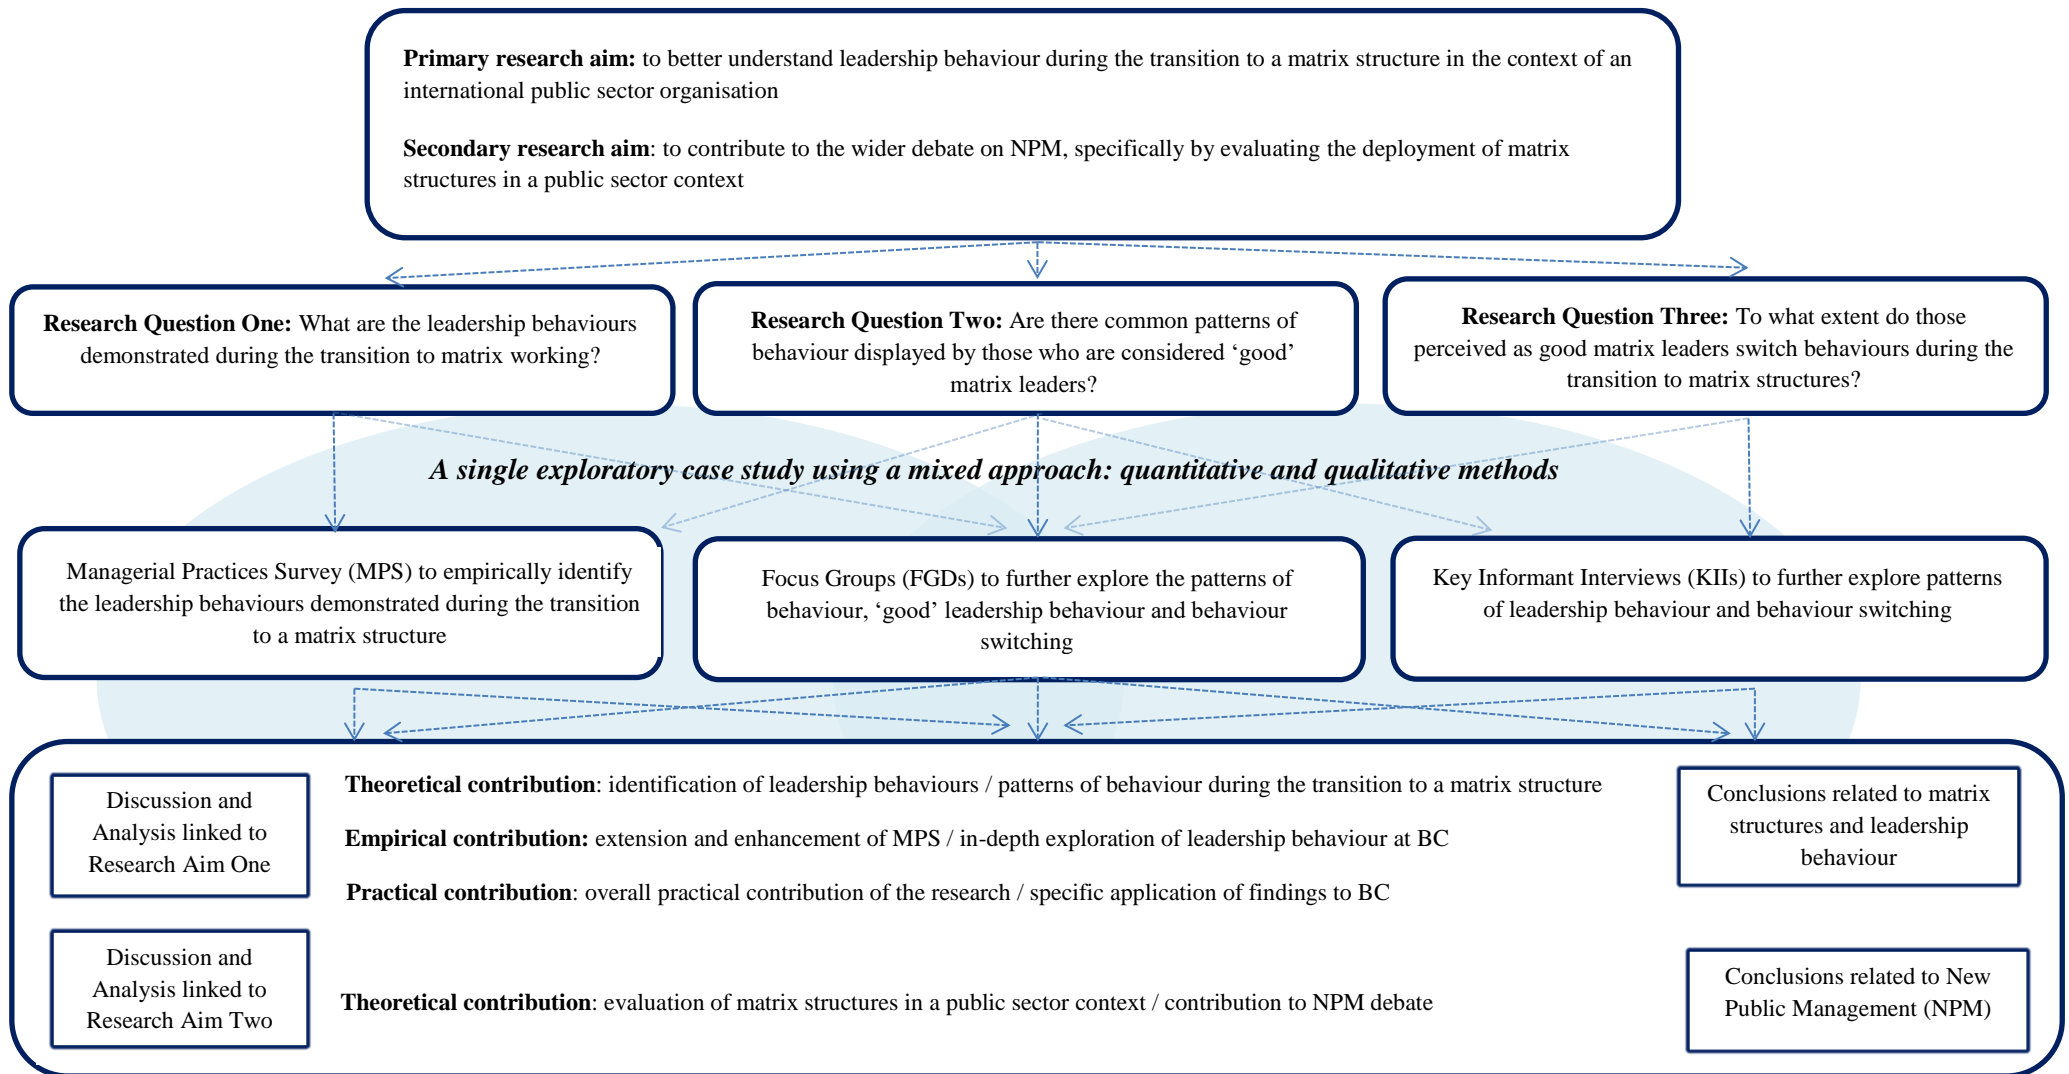 Primary research aim: to better understand leadership behaviour during the transition to a matrix structure in the context of an
international public sector organisation
Secondary research aim: to contribute to the wider debate on NPM, specifically by evaluating the deployment of matrix
structures in a public sector context
Research Question One: What are the leadership behaviours
demonstrated during the transition to matrix working?
Research Question Two: Are there common patterns of
behaviour displayed by those who are considered ‘good’
matrix leaders?
Research Question Three: To what extent do those
perceived as good matrix leaders switch behaviours during the
transition to matrix structures?
A single exploratory case study using a mixed approach: quantitative and qualitative methods
Managerial Practices Survey (MPS) to empirically identify
the leadership behaviours demonstrated during the transition
to a matrix structure
Focus Groups (FGDs) to further explore the patterns of
behaviour, ‘good’ leadership behaviour and behaviour
switching
Key Informant Interviews (KIIs) to further explore patterns
of leadership behaviour and behaviour switching
Discussion and
Analysis linked to
Research Aim One
Theoretical contribution: identification of leadership behaviours / patterns of behaviour during the transition to a matrix structure
Empirical contribution: extension and enhancement of MPS / in-depth exploration of leadership behaviour at BC
Practical contribution: overall practical contribution of the research / specific application of findings to BC
Conclusions related to matrix
structures and leadership
behaviour
Discussion and
Analysis linked to
Research Aim Two
Theoretical contribution: evaluation of matrix structures in a public sector context / contribution to NPM debate
Conclusions related to New
Public Management (NPM)